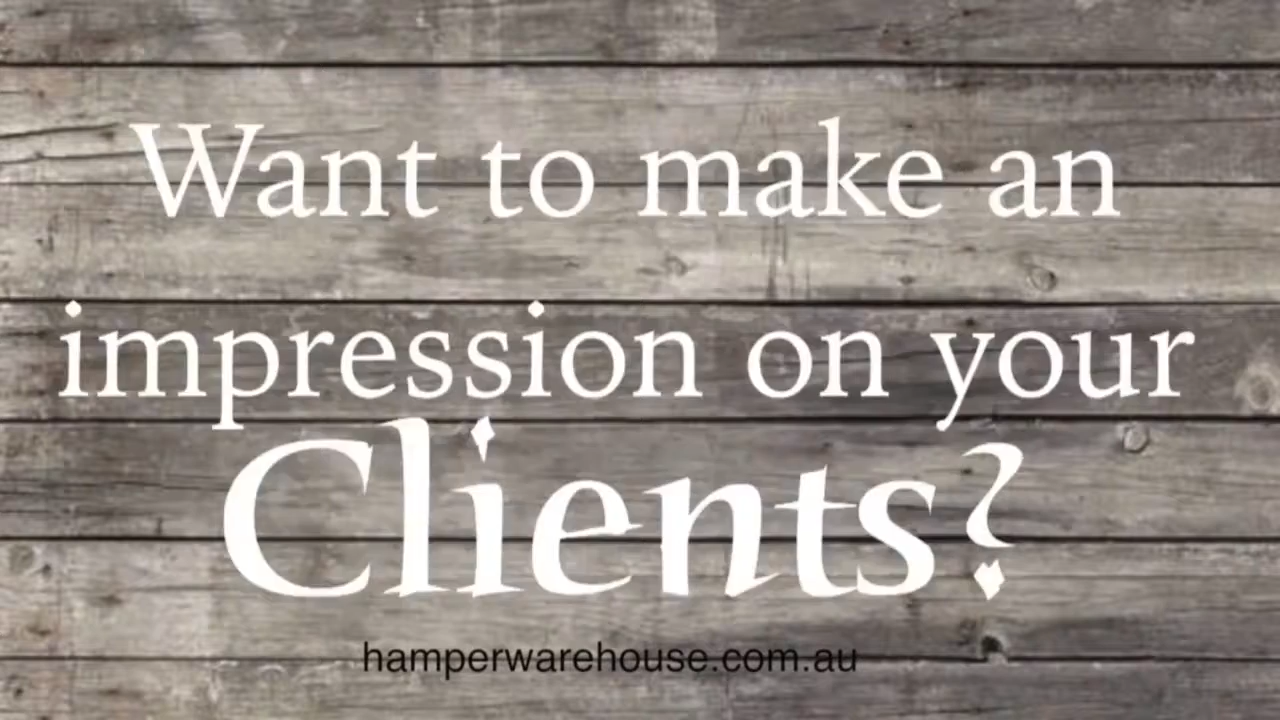 Want to make an
impression on your
Clients?
hamperwarehouse.com.au